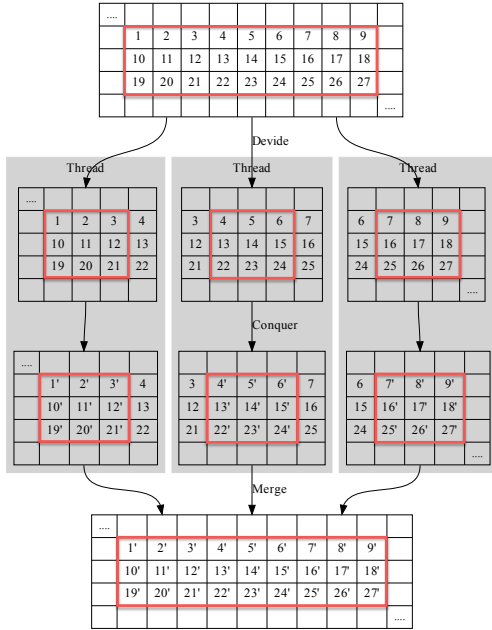 ....
1 2 3 4 5 6 7 8 9
10 11 12 13 14 15 16 17 18
19 20 21 22 23 24 25 26 27
....
Devide
Thread Thread Thread
....
1 2 3 4 3 4 5 6 7 6 7 8 9
10 11 12 13 12 13 14 15 16 15 16 17 18
19 20 21 22 21 22 23 24 25 24 25 26 27
....
Conquer
....
1' 2' 3' 4 3 4' 5' 6' 7 6 7' 8' 9'
10' 11' 12' 13 12 13' 14' 15' 16 15 16' 17' 18'
19' 20' 21' 22 21 22' 23' 24' 25 24 25' 26' 27'
....
Merge
....
1' 2' 3' 4' 5' 6' 7' 8' 9'
10' 11' 12' 13' 14' 15' 16' 17' 18'
19' 20' 21' 22' 23' 24' 25' 26' 27'
....